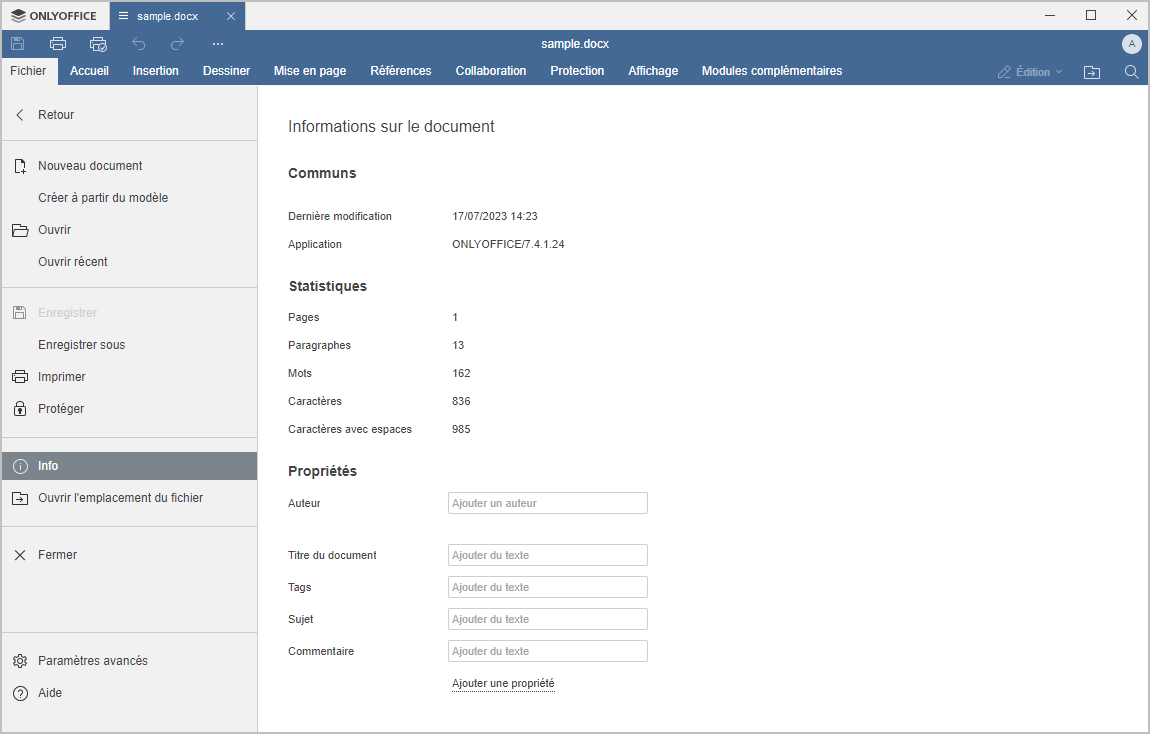 ONLYOFFICE sample.docx
sample.docx A
Fichier Accueil Insertion Dessiner Mise en page Références Collaboration Protection Affichage Modules complémentaires Édition
Retour
Nouveau document
Créer à partir du modèle
Ouvrir
Ouvrir récent
Enregistrer
Enregistrer sous
Imprimer
Protéger
Info
Ouvrir l'emplacement du fichier
Fermer
Paramètres avancés
Aide
Informations sur le document
Communs
Dernière modification 17/07/2023 14:23
Application ONLYOFFICE/7.4.1.24
Statistiques
Pages 1
Paragraphes 13
Mots 162
Caractères 836
Caractères avec espaces 985
Propriétés
Auteur Ajouter un auteur
Titre du document Ajouter du texte
Tags Ajouter du texte
Sujet Ajouter du texte
Commentaire Ajouter du texte
Ajouter une propriété